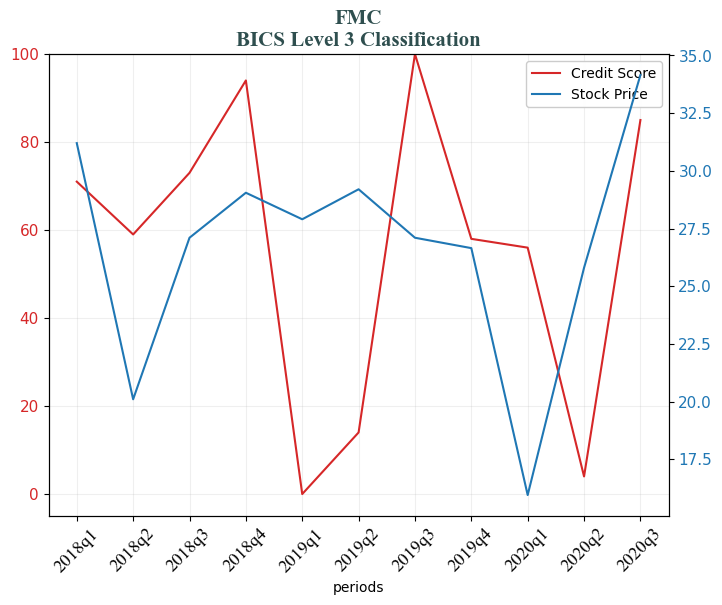 FMC
BICS Level 3 Classification
100
80
60
40
20
0
Credit Score
Stock Price
35.0
32.5
30.0
27.5
25.0
22.5
20.0
17.5
2018q1
2018q2
2018q3
2018q4
2019q1
2019q2
2019q3
2019q4
2020q1
2020q2
2020q3
periods